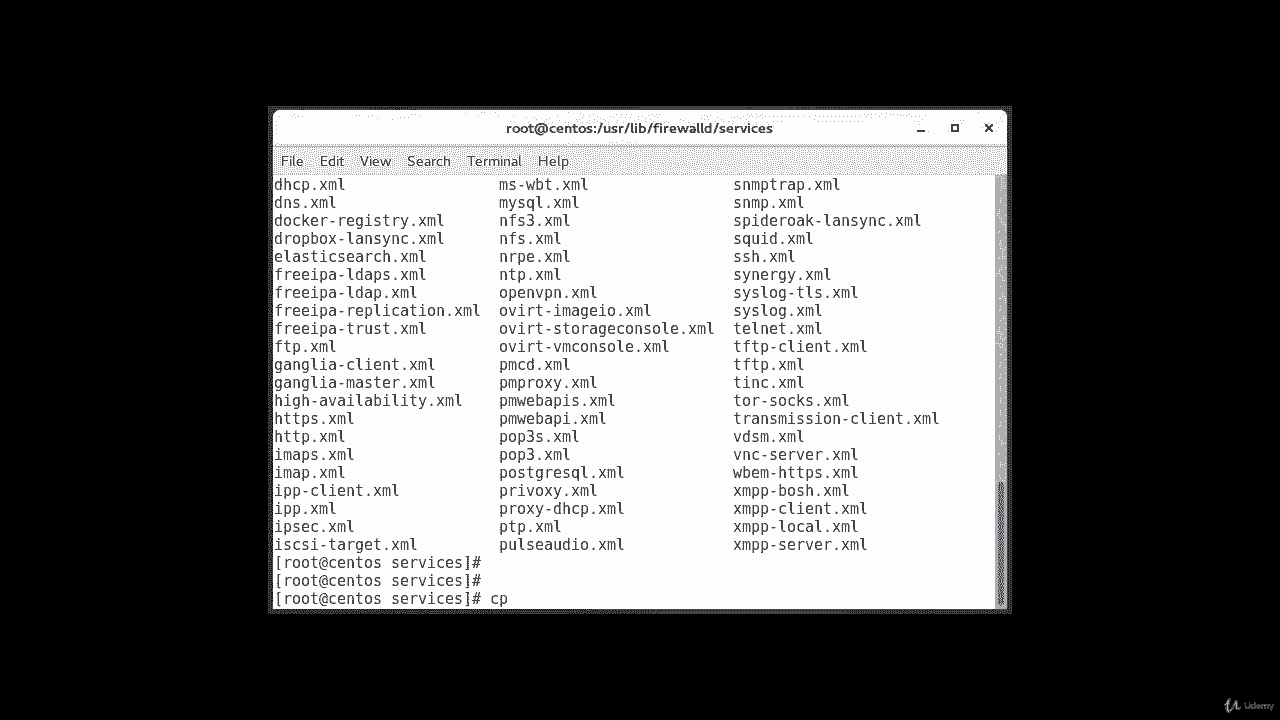 root@centos:/usr/lib/firewalld/services
File Edit View Search Terminal Help
dhcp.xml ms-wbt.xml snmptrap.xml
dns.xml mysql.xml snmp.xml
docker-registry.xml nfs3.xml spideroak-lansync.xml
dropbox-lansync.xml nfs.xml squid.xml
elasticsearch.xml nrpe.xml ssh.xml
freeipa-ldaps.xml ntp.xml synergy.xml
freeipa-ldap.xml openvpn.xml syslog-tls.xml
freeipa-replication.xml ovirt-imageio.xml syslog.xml
freeipa-trust.xml ovirt-storageconsole.xml telnet.xml
ftp.xml ovirt-vmconsole.xml tftp-client.xml
ganglia-client.xml pmcd.xml tftp.xml
ganglia-master.xml pmproxy.xml tinc.xml
high-availability.xml pmwebapis.xml tor-socks.xml
https.xml pmwebapi.xml transmission-client.xml
http.xml pop3s.xml vdsm.xml
imaps.xml pop3.xml vnc-server.xml
imap.xml postgresql.xml wbem-https.xml
ipp-client.xml privoxy.xml xmpp-bosh.xml
ipp.xml proxy-dhcp.xml xmpp-client.xml
ipsec.xml ptp.xml xmpp-local.xml
iscsi-target.xml pulseaudio.xml xmpp-server.xml
[root@centos services]#
[root@centos services]#
[root@centos services]# cp
Udemy